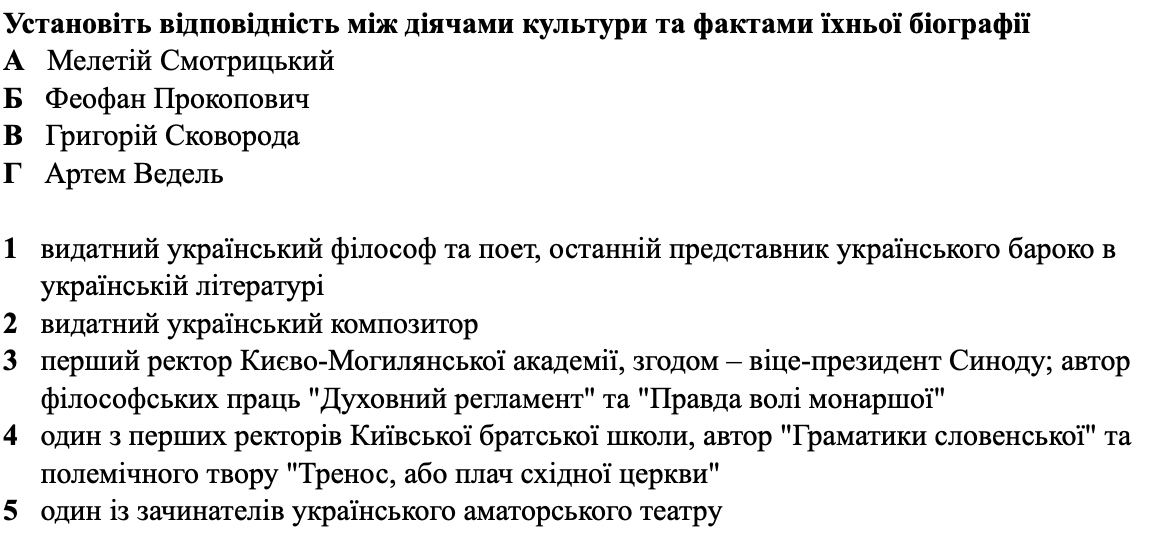 Установіть відповідність між діячами культури та фактами їхньої біографії
А Мелетій Смотрицький
Б Феофан Прокопович
В Григорій Сковорода
Г Артем Ведель
1 видатний український філософ та поет, останній представник українського бароко в
українській літературі
2 видатний український композитор
3 перший ректор Києво-Могилянської академії, згодом – віце-президент Синоду; автор
філософських праць "Духовний регламент" та "Правда волі монаршої"
4 один з перших ректорів Київської братської школи, автор "Граматики словенської" та
полемічного твору "Тренос, або плач східної церкви"
5 один із зачинателів українського аматорського театру